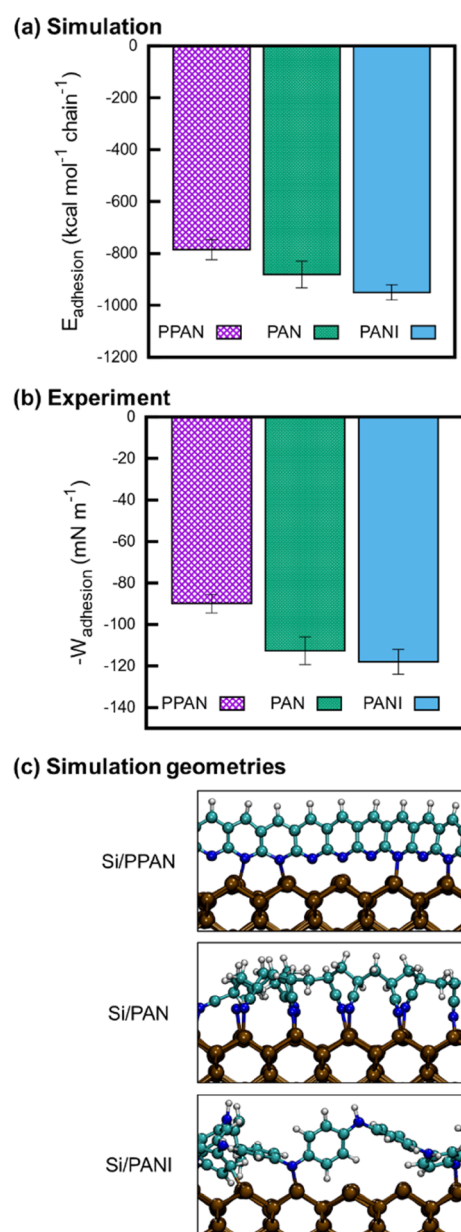 (a) Simulation
0
-200
-400
-600
-800
-1000
-1200
E_adhesion (kcal mol⁻¹ chain⁻¹)
PPAN PAN PANI
(b) Experiment
0
-20
-40
-60
-80
-100
-120
-140
-W_adhesion (mN m⁻¹)
PPAN PAN PANI
(c) Simulation geometries
Si/PPAN
Si/PAN
Si/PANI